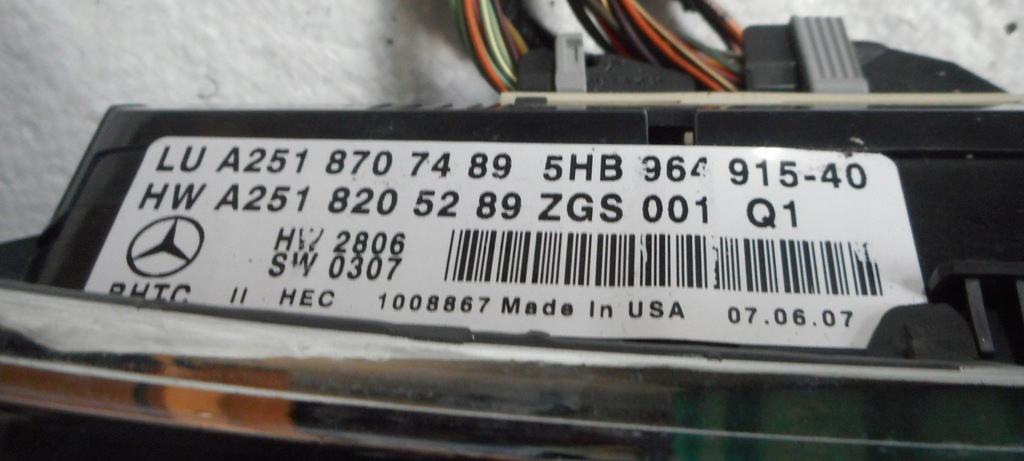 LU A251 870 74 89 5HB 964 915-40
HW A251 820 52 89 ZGS 001 Q1
HW 2806
SW 0307
BHTC II HEC 1008867 Made In USA 07.06.07